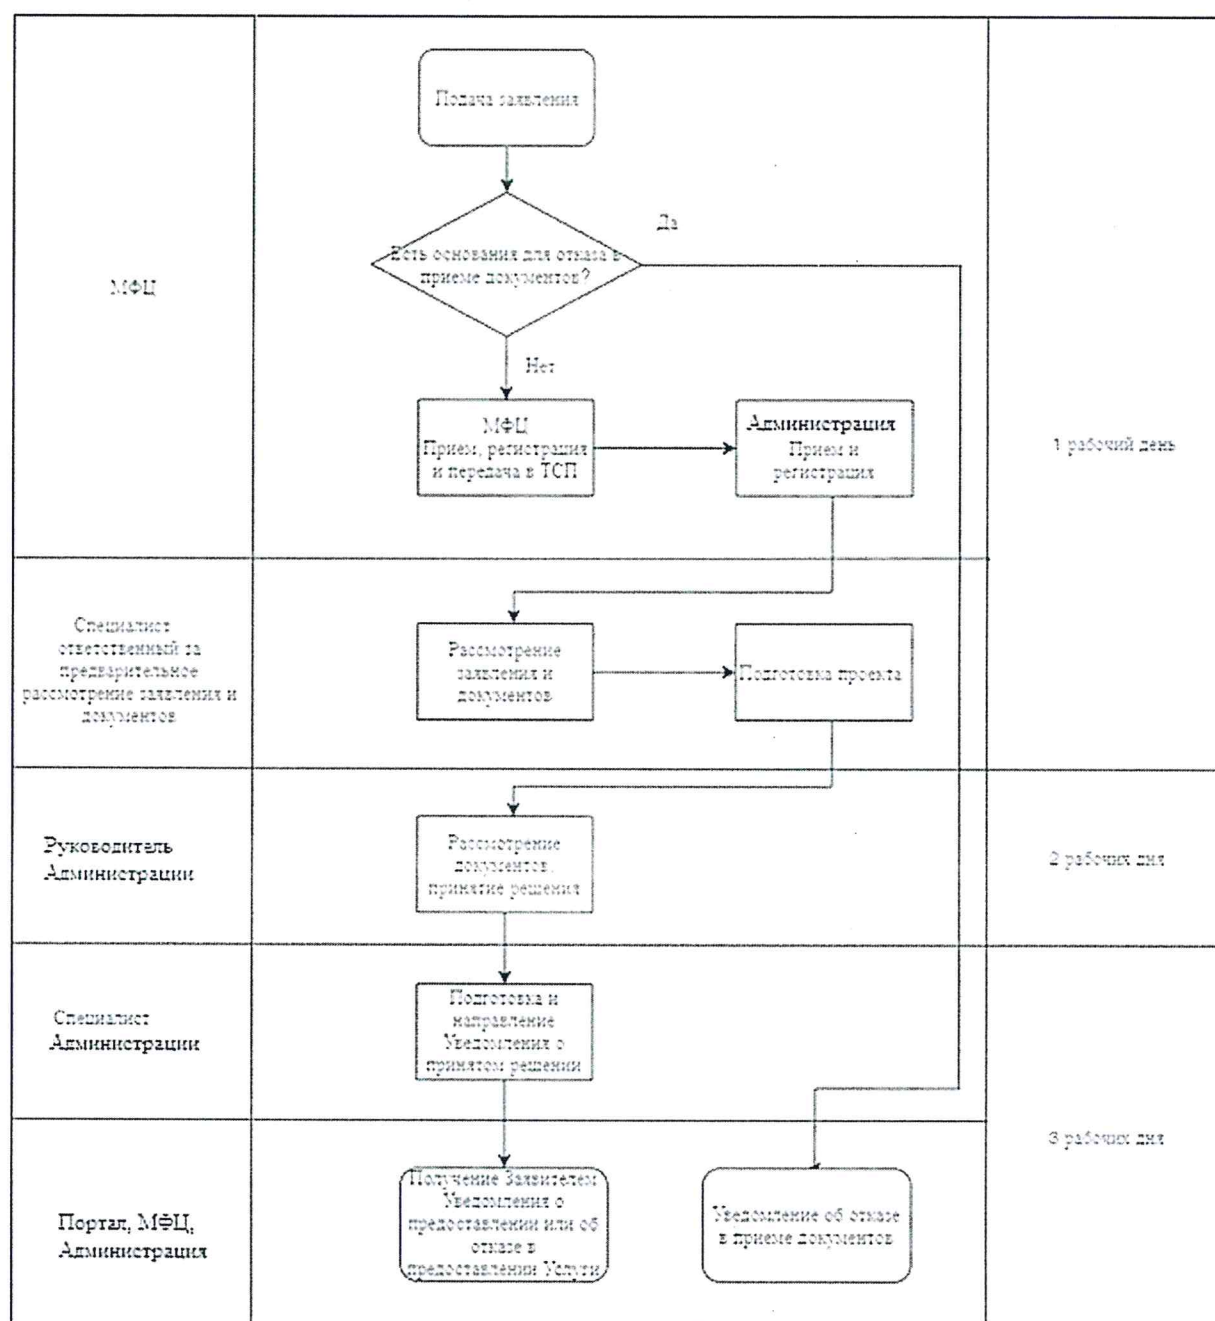 Подача заявления
Да
Есть основания для отказа в
приеме документов?
МФЦ
Нет
МФЦ
Прием, регистрация
и передача в ТСП
Администрация
Прием и
регистрация
1 рабочий день
Специалист
ответственный за
предварительное
рассмотрение заявления и
документов
Рассмотрение
заявления и
документов
Подготовка проекта
Руководитель
Администрации
Рассмотрение
документов,
принятие решения
2 рабочих дня
Специалист
Администрации
Подготовка и
направление
Уведомления о
принятом решении
3 рабочих дня
Портал, МФЦ,
Администрация
Получение Заявителем
Уведомления о
предоставлении или об
отказе в
предоставлении Услуги
Уведомление об отказе
в приеме документов